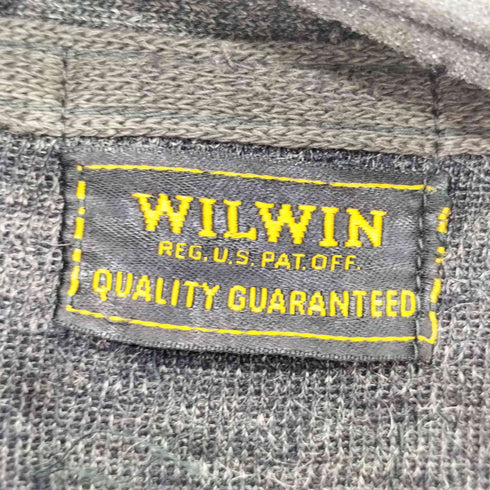 WILWIN
REG. U.S. PAT. OFF.
QUALITY GUARANTEED